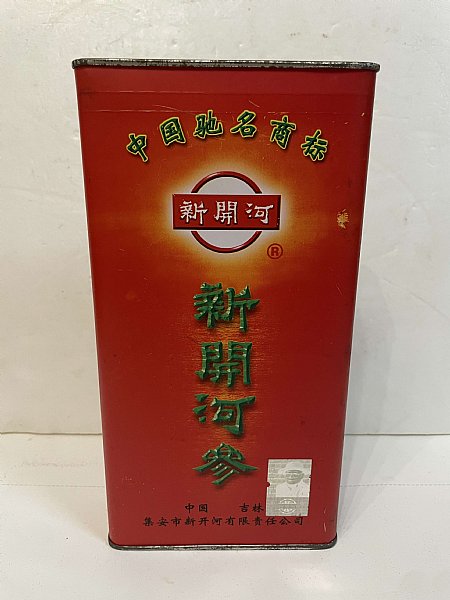 中国驰名商标
新開河
®
新開河參
中国 吉林
集安市新开河有限责任公司